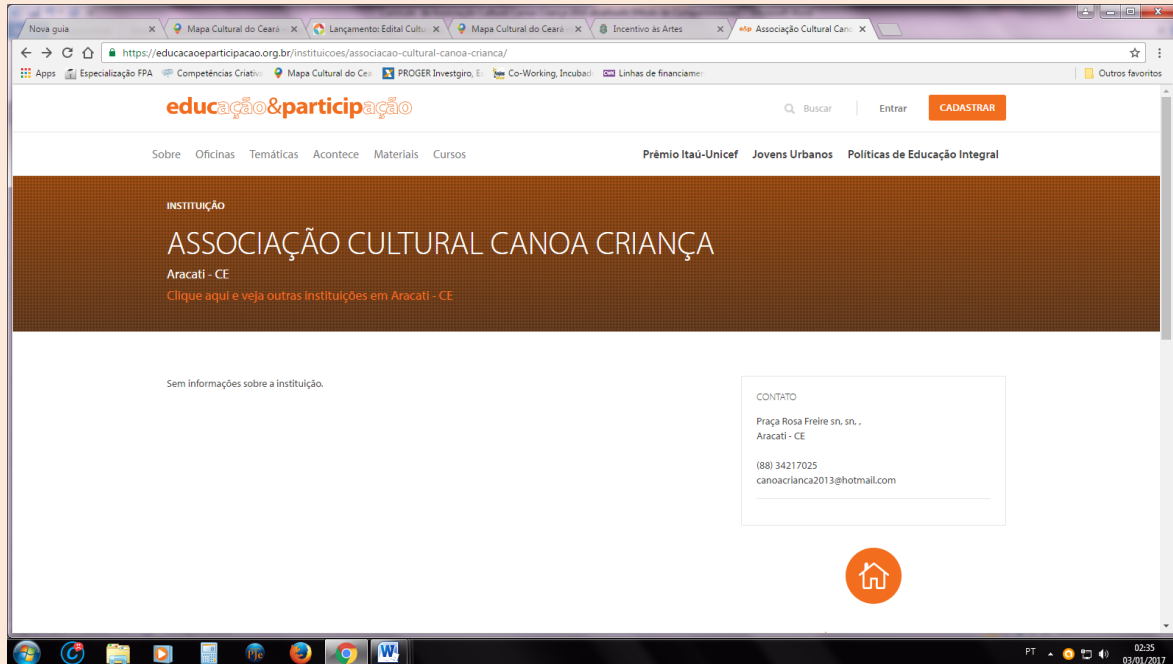 Nova guia
Mapa Cultural do Ceará
Lançamento: Edital Cultu
Mapa Cultural do Ceará
Incentivo às Artes
Associação Cultural Canc
https://educacaoeparticipacao.org.br/instituicoes/associacao-cultural-canoa-crianca/
Apps Especialização FPA Competências Criativ Mapa Cultural do Cea PROGER Investgiro, E Co-Working, Incubad Linhas de financiamen Outros favoritos
educação&participação
Buscar Entrar CADASTRAR
Sobre Oficinas Temáticas Acontece Materiais Cursos Prêmio Itaú-Unicef Jovens Urbanos Políticas de Educação Integral
INSTITUIÇÃO
ASSOCIAÇÃO CULTURAL CANOA CRIANÇA
Aracati - CE
Clique aqui e veja outras instituições em Aracati - CE
Sem informações sobre a instituição.
CONTATO
Praça Rosa Freire sn, sn, ,
Aracati - CE
(88) 34217025
canoacrianca2013@hotmail.com
PJe
W
PT
02:35
03/01/2017